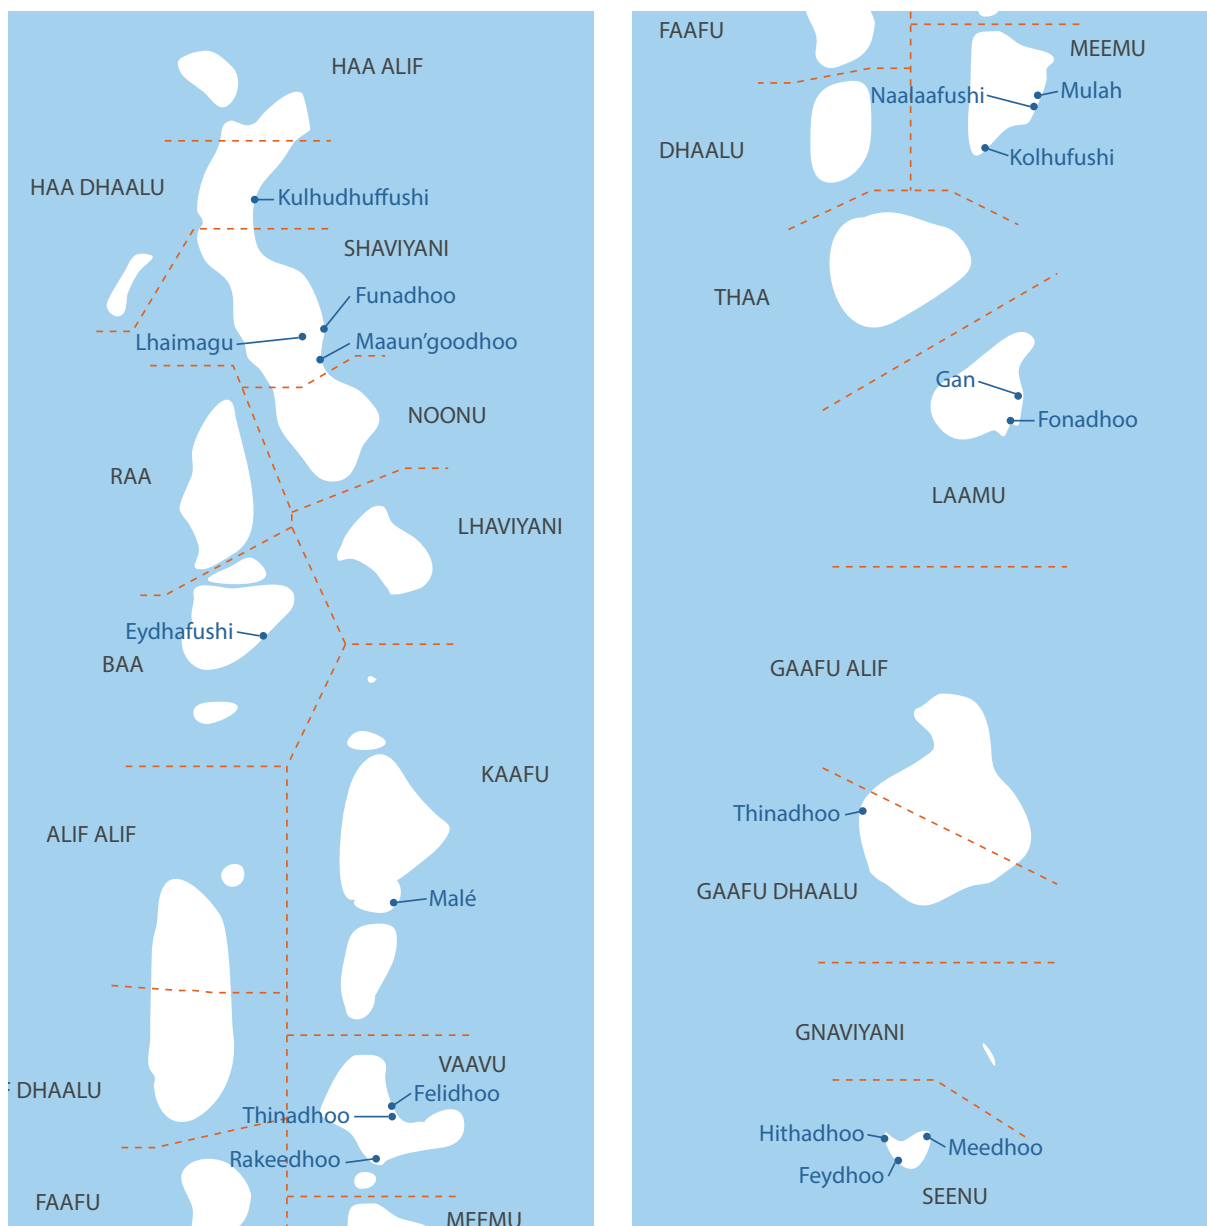 HAA ALIF
HAA DHAALU
Kulhudhuffushi
SHAVIYANI
Funadhoo
Lhaimagu
Maaun'goodhoo
NOONU
RAA
LHAVIYANI
Eydhafushi
BAA
KAAFU
ALIF ALIF
Malé
VAAVU
F DHAALU
Felidhoo
Thinadhoo
Rakeedhoo
FAAFU
MEEMU
FAAFU
MEEMU
Naalaafushi
Mulah
DHAALU
Kolhufushi
THAA
Gan
Fonadhoo
LAAMU
GAAFU ALIF
Thinadhoo
GAAFU DHAALU
GNAVIYANI
Hithadhoo
Meedhoo
Feydhoo
SEENU